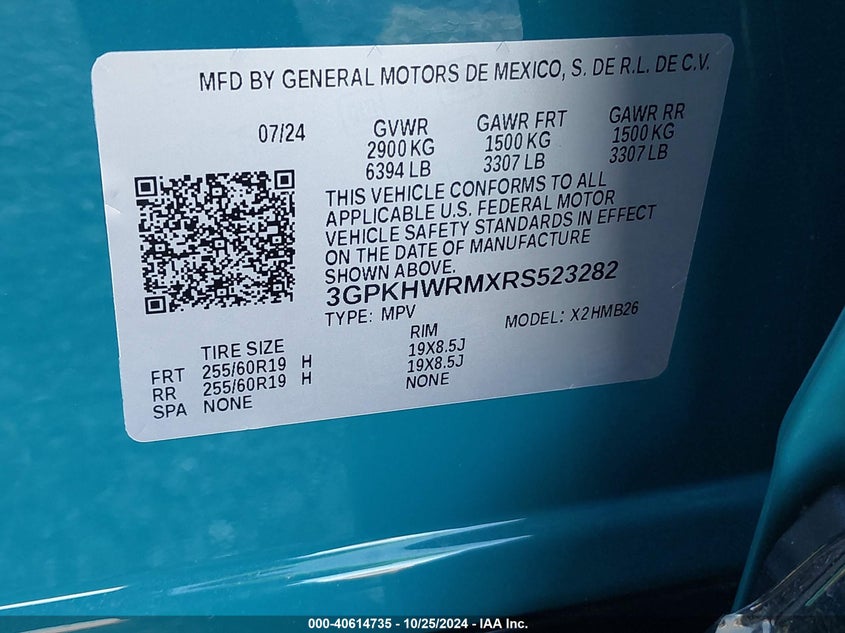 MFD BY GENERAL MOTORS DE MEXICO, S. DE R.L. DE C.V.
07/24 GVWR GAWR FRT GAWR RR
2900 KG 1500 KG 1500 KG
6394 LB 3307 LB 3307 LB
THIS VEHICLE CONFORMS TO ALL
APPLICABLE U.S. FEDERAL MOTOR
VEHICLE SAFETY STANDARDS IN EFFECT
ON THE DATE OF MANUFACTURE
SHOWN ABOVE.
3GPKHWRMXRS523282
TYPE: MPV MODEL: X2HMB26
TIRE SIZE RIM
FRT 255/60R19 H 19X8.5J
RR 255/60R19 H 19X8.5J
SPA NONE NONE
000-40614735 - 10/25/2024 - IAA Inc.